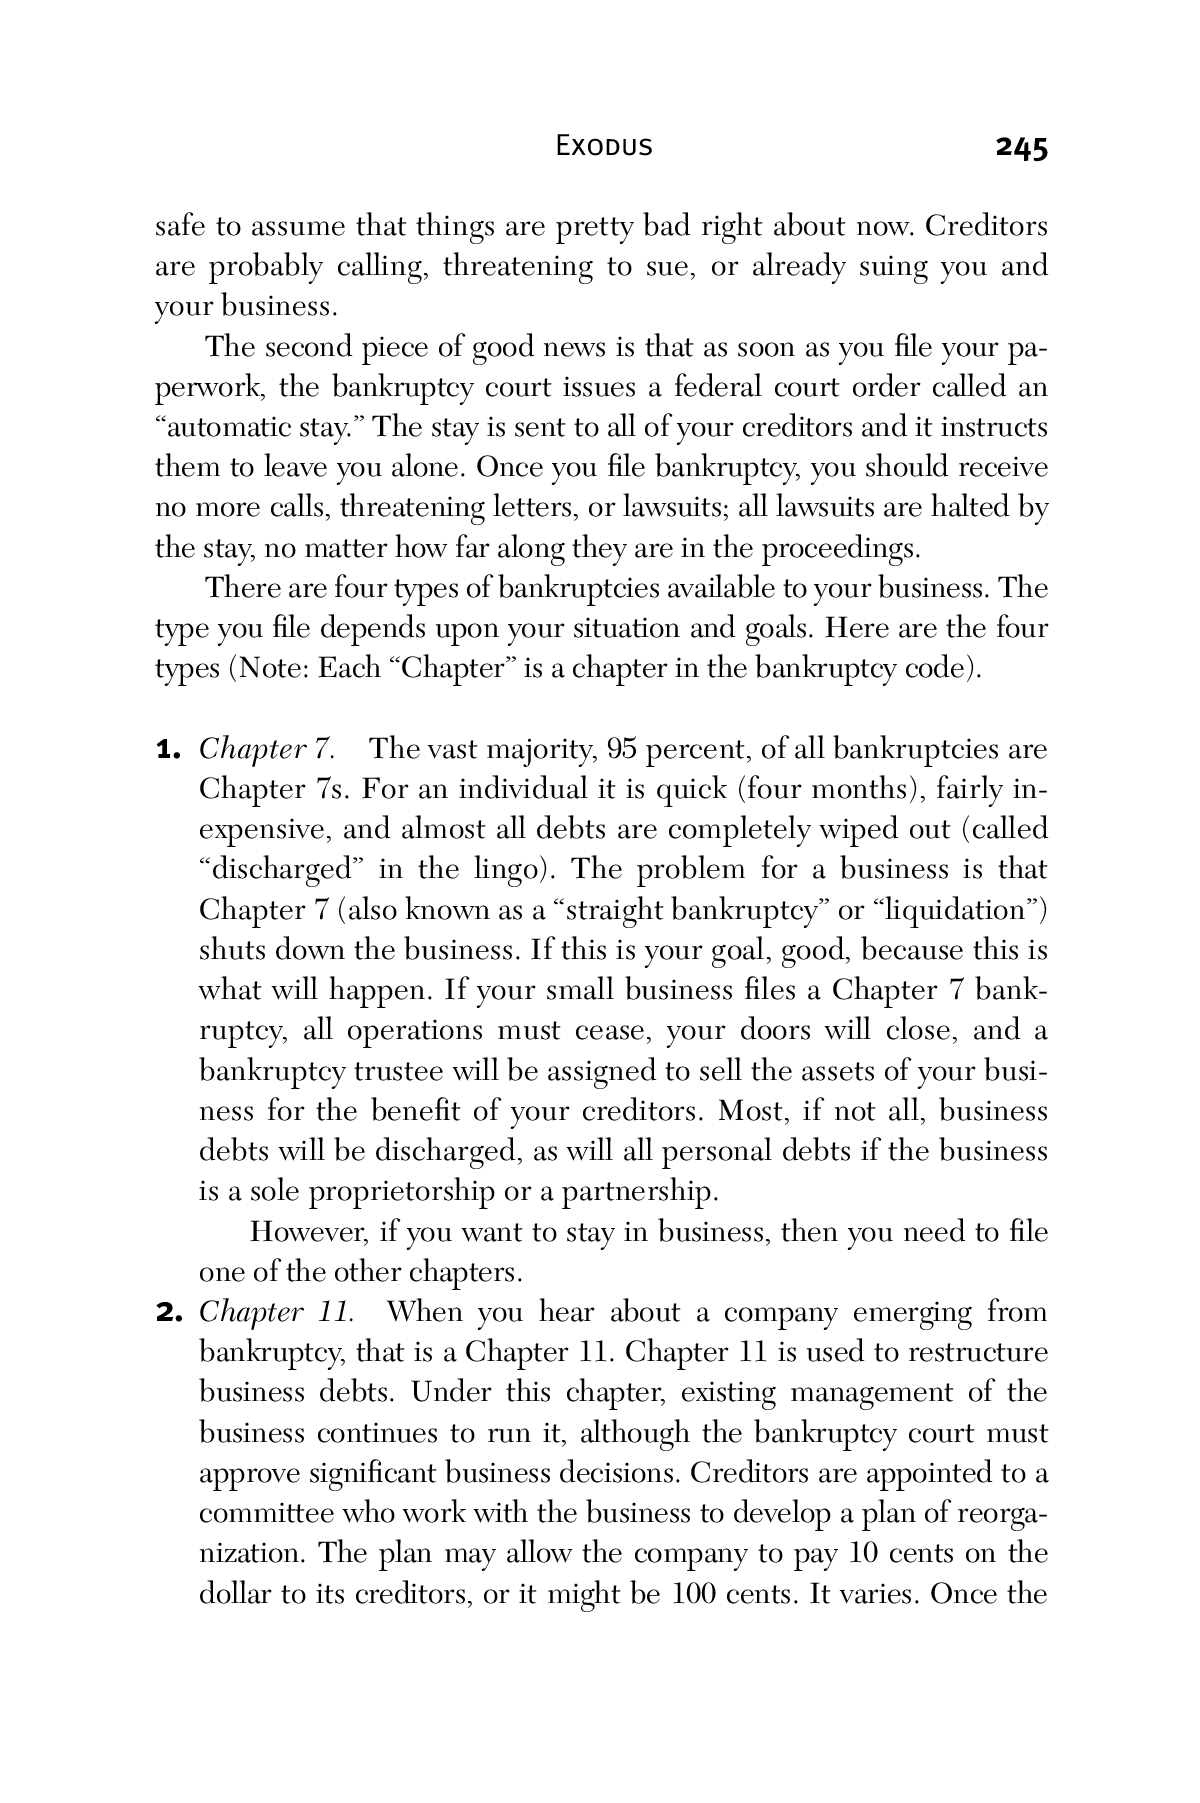 Exodus 245
safe to assume that things are pretty bad right about now. Creditors
are probably calling, threatening to sue, or already suing you and
your business.
The second piece of good news is that as soon as you file your pa-
perwork, the bankruptcy court issues a federal court order called an
“automatic stay.” The stay is sent to all of your creditors and it instructs
them to leave you alone. Once you file bankruptcy, you should receive
no more calls, threatening letters, or lawsuits; all lawsuits are halted by
the stay, no matter how far along they are in the proceedings.
There are four types of bankruptcies available to your business. The
type you file depends upon your situation and goals. Here are the four
types (Note: Each “Chapter” is a chapter in the bankruptcy code).
1. Chapter 7. The vast majority, 95 percent, of all bankruptcies are
Chapter 7s. For an individual it is quick (four months), fairly in-
expensive, and almost all debts are completely wiped out (called
“discharged” in the lingo). The problem for a business is that
Chapter 7 (also known as a “straight bankruptcy” or “liquidation”)
shuts down the business. If this is your goal, good, because this is
what will happen. If your small business files a Chapter 7 bank-
ruptcy, all operations must cease, your doors will close, and a
bankruptcy trustee will be assigned to sell the assets of your busi-
ness for the benefit of your creditors. Most, if not all, business
debts will be discharged, as will all personal debts if the business
is a sole proprietorship or a partnership.
However, if you want to stay in business, then you need to file
one of the other chapters.
2. Chapter 11. When you hear about a company emerging from
bankruptcy, that is a Chapter 11. Chapter 11 is used to restructure
business debts. Under this chapter, existing management of the
business continues to run it, although the bankruptcy court must
approve significant business decisions. Creditors are appointed to a
committee who work with the business to develop a plan of reorga-
nization. The plan may allow the company to pay 10 cents on the
dollar to its creditors, or it might be 100 cents. It varies. Once the